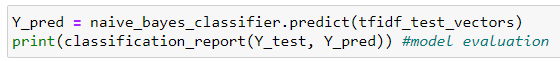 Y_pred = naive_bayes_classifier.predict(tfidf_test_vectors)
print(classification_report(Y_test, Y_pred)) #model evaluation